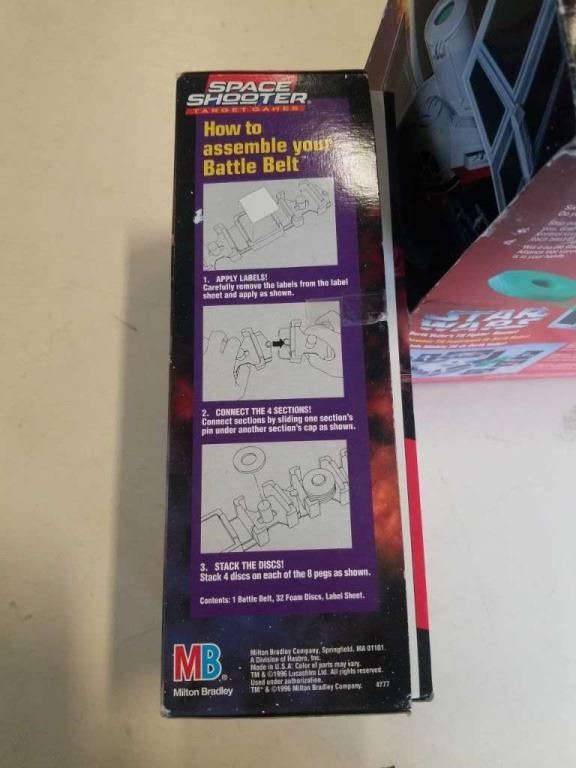 SPACE
SHOOTER®
TARGET GAMES
How to
assemble your
Battle Belt
1. APPLY LABELS!
Carefully remove the labels from the label
sheet and apply as shown.
2. CONNECT THE 4 SECTIONS!
Connect sections by sliding one section's
pin under another section's cap as shown.
3. STACK THE DISCS!
Stack 4 discs on each of the 8 pegs as shown.
Contents: 1 Battle Belt, 32 Foam Discs, Label Sheet.
MB®
Milton Bradley
Milton Bradley Company, Springfield, MA 01101.
A Division of Hasbro, Inc.
Made in U.S.A. Color of parts may vary.
TM & ©1996 Lucasfilm Ltd. All rights reserved.
Used under authorization.
TM* & ©1996 Milton Bradley Company.
4777
STAR
WARS